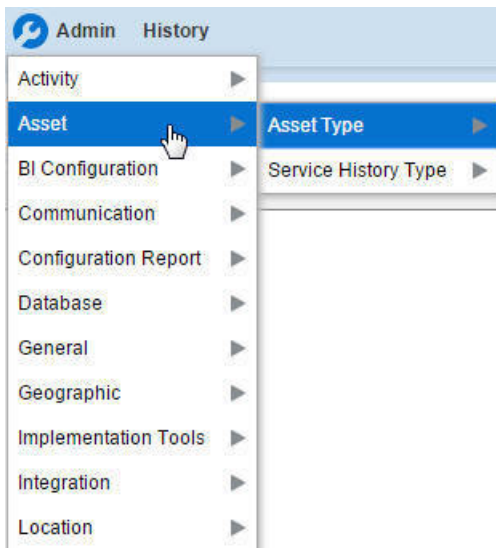 Admin History
Activity
Asset
Asset Type
BI Configuration
Service History Type
Communication
Configuration Report
Database
General
Geographic
Implementation Tools
Integration
Location